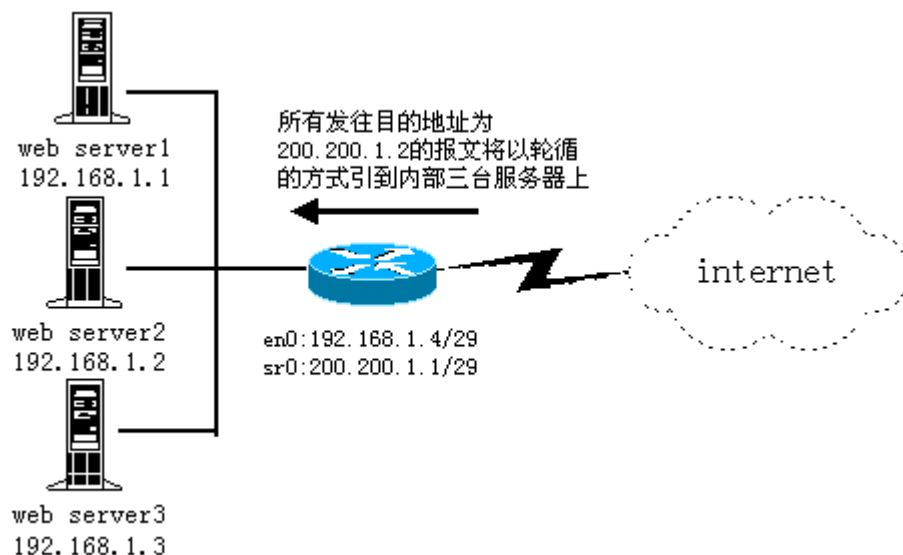 web server1
192.168.1.1
所有发往目的地址为
200.200.1.2的报文将以轮循
的方式引到内部三台服务器上
internet
web server2
192.168.1.2
en0:192.168.1.4/29
sr0:200.200.1.1/29
web server3
192.168.1.3